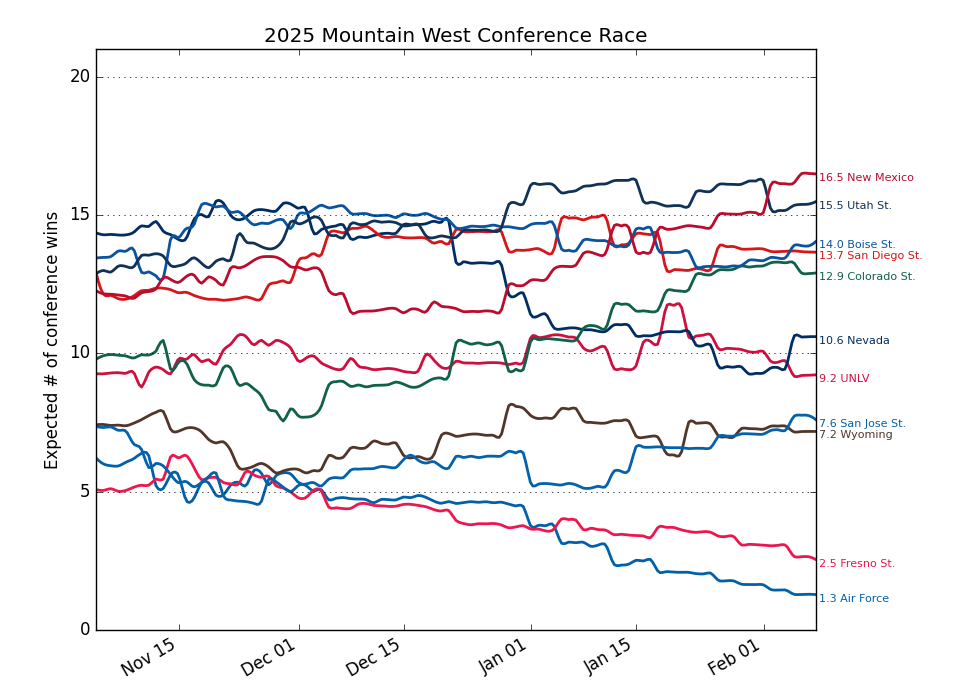 2025 Mountain West Conference Race
Expected # of conference wins
20
15
10
5
0
16.5 New Mexico
15.5 Utah St.
14.0 Boise St.
13.7 San Diego St.
12.9 Colorado St.
10.6 Nevada
9.2 UNLV
7.6 San Jose St.
7.2 Wyoming
2.5 Fresno St.
1.3 Air Force
Nov 15
Dec 01
Dec 15
Jan 01
Jan 15
Feb 01